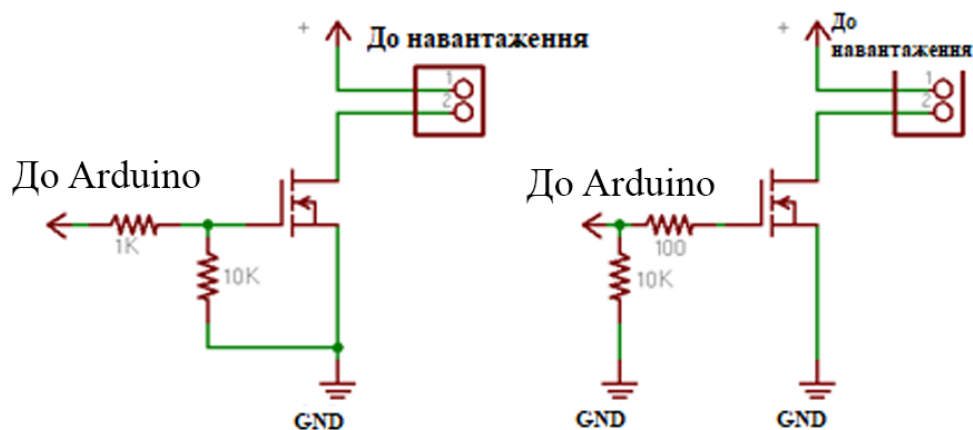 +
До навантаження
1
2
До Arduino
1K
10K
GND
+
До
навантаження
1
2
До Arduino
100
10K
GND
GND